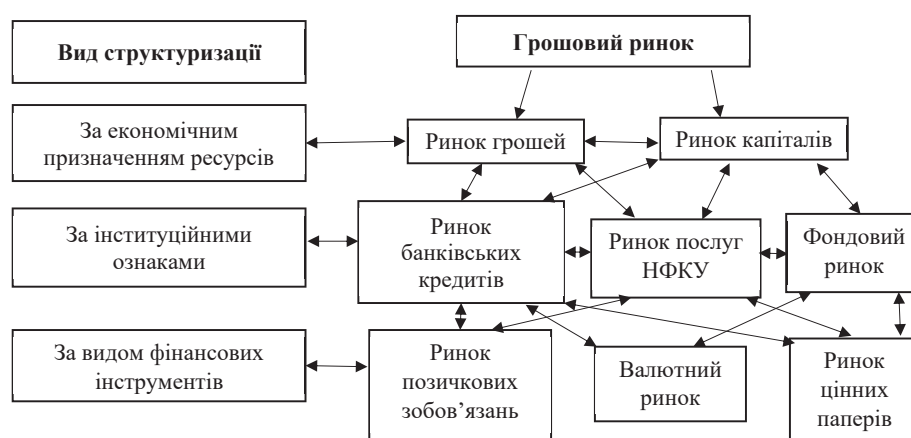 Вид структуризації
Грошовий ринок
За економічним
призначенням ресурсів
Ринок грошей
Ринок капіталів
За інституційними
ознаками
Ринок
банківських
кредитів
Ринок послуг
НФКУ
Фондовий
ринок
За видом фінансових
інструментів
Ринок
позичкових
зобов’язань
Валютний
ринок
Ринок
цінних
паперів